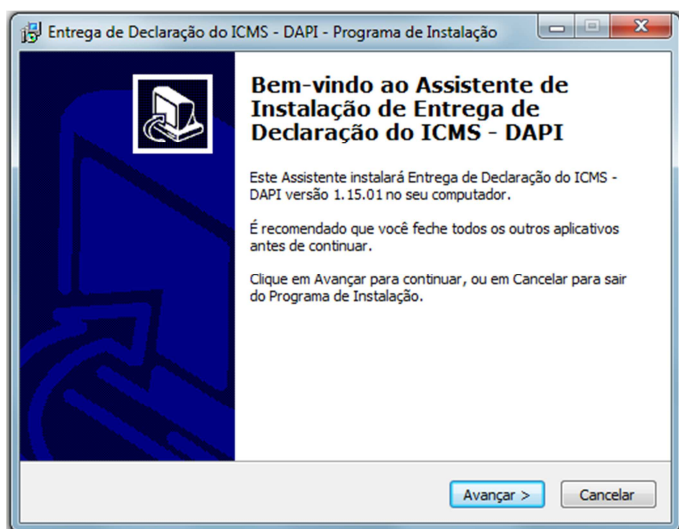 Entrega de Declaração do ICMS - DAPI - Programa de Instalação
Bem-vindo ao Assistente de
Instalação de Entrega de
Declaração do ICMS - DAPI
Este Assistente instalará Entrega de Declaração do ICMS -
DAPI versão 1.15.01 no seu computador.
É recomendado que você feche todos os outros aplicativos
antes de continuar.
Clique em Avançar para continuar, ou em Cancelar para sair
do Programa de Instalação.
Avançar >
Cancelar